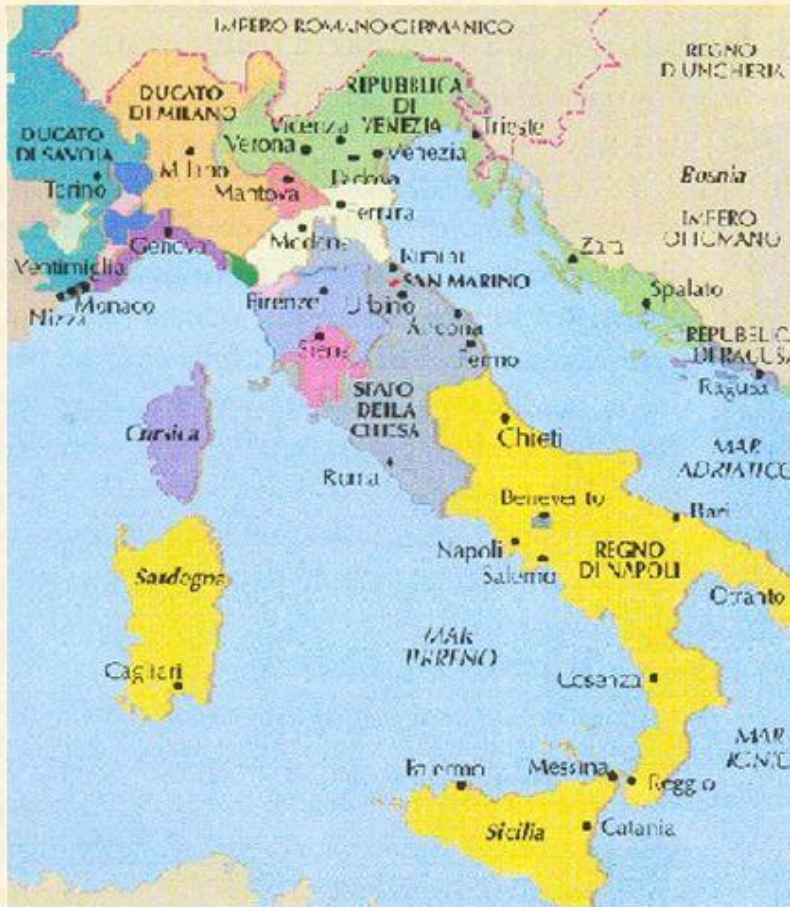 IMPERO ROMANO GERMANICO
REGNO
D'UNGHERIA
DUCATO
DI MILANO
REPUBBLICA
DI
VENEZIA
DUCATO
DI SAVOIA
Vicenza
Trieste
Verona
Venezia
Milano
Padova
Torino
Mantova
Bosnia
Ferrara
IMPERO
OTTOMANO
Modena
Genova
Zara
Rimini
Ventimiglia
SAN MARINO
Monaco
Firenze
Urbino
Spalato
Nizza
Ancona
REPUBBLICA
DI RAGUSA
Siena
Fermo
Ragusa
STATO
DELLA
CHIESA
Corsica
Chieti
MAR
ADRIATICO
Roma
Benevento
Bari
Napoli
REGNO
DI NAPOLI
Salerno
Sardegna
Otranto
MAR
TIRRENO
Cagliari
Cosenza
MAR
IONIO
Palermo
Messina
Reggio
Sicilia
Catania